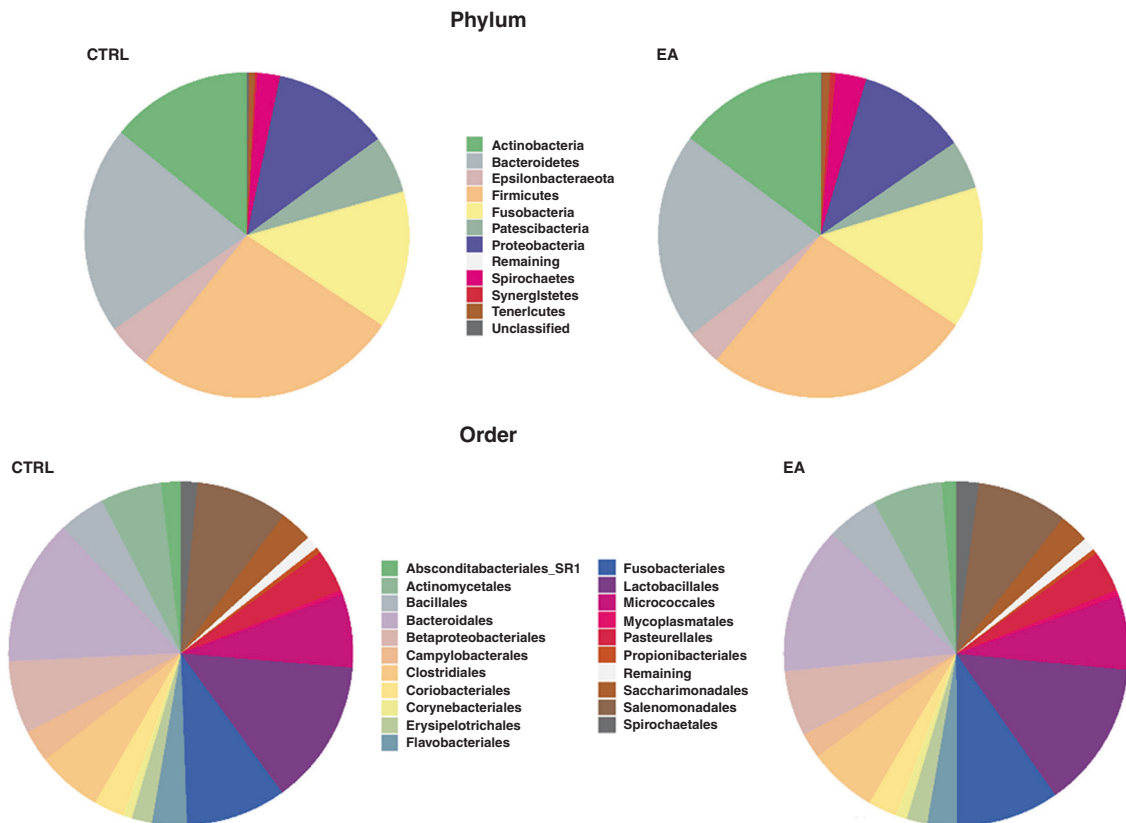 Phylum
CTRL
EA
Actinobacteria
Bacteroidetes
Epsilonbacteraeota
Firmicutes
Fusobacteria
Patescibacteria
Proteobacteria
Remaining
Spirochaetes
Synerglstetes
Tenerlcutes
Unclassified
Order
CTRL
EA
Absconditabacteriales_SR1
Actinomycetales
Bacillales
Bacteroidales
Betaproteobacteriales
Campylobacterales
Clostridiales
Coriobacteriales
Corynebacteriales
Erysipelotrichales
Flavobacteriales
Fusobacteriales
Lactobacillales
Micrococcales
Mycoplasmatales
Pasteurellales
Propionibacteriales
Remaining
Saccharimonadales
Salenomonadales
Spirochaetales